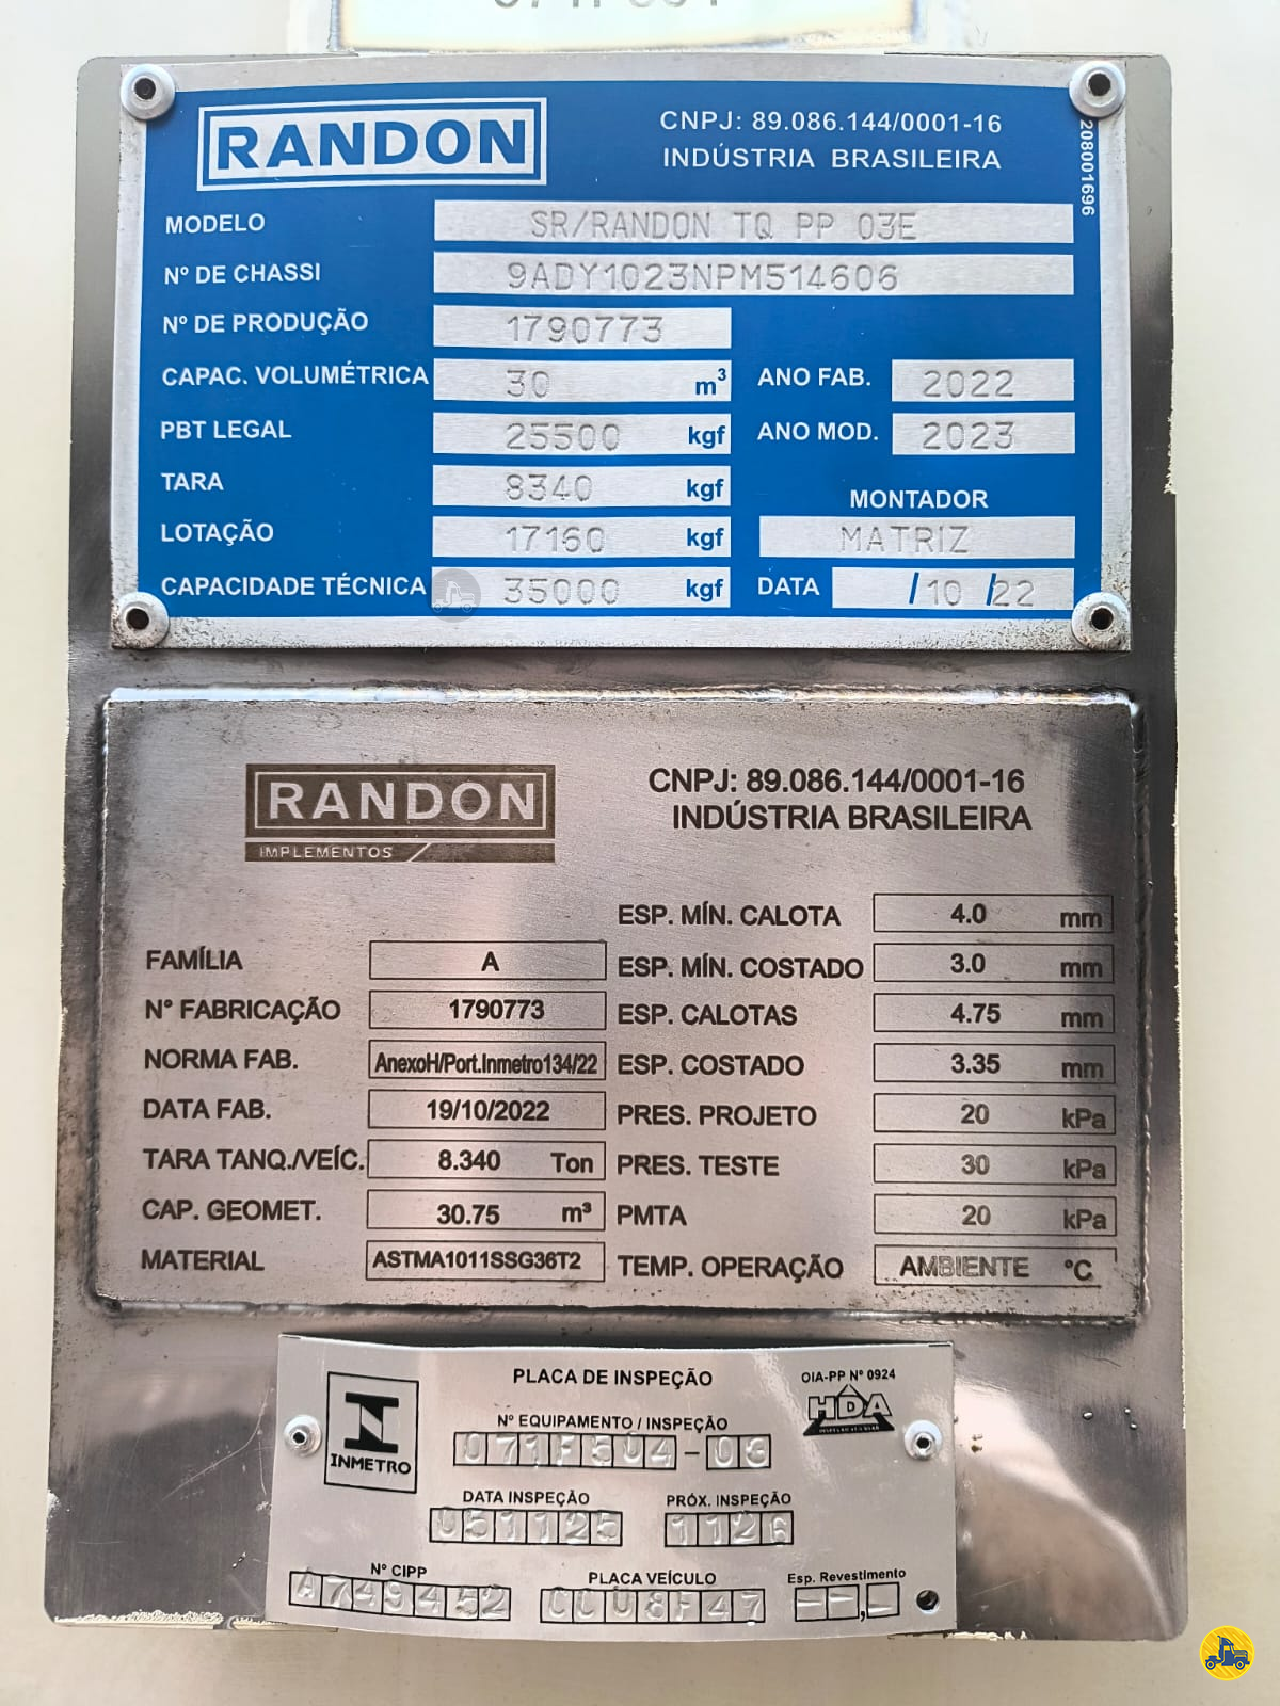 RANDON
CNPJ: 89.086.144/0001-16
INDÚSTRIA BRASILEIRA
208001696
MODELO SR/RANDON TQ PP 03E
Nº DE CHASSI 9ADY1023NPM514606
Nº DE PRODUÇÃO 1790773
CAPAC. VOLUMÉTRICA 30 m³ ANO FAB. 2022
PBT LEGAL 25500 kgf ANO MOD. 2023
TARA 8340 kgf MONTADOR
LOTAÇÃO 17160 kgf MATRIZ
CAPACIDADE TÉCNICA 35000 kgf DATA /10 /22
RANDON
IMPLEMENTOS
CNPJ: 89.086.144/0001-16
INDÚSTRIA BRASILEIRA
ESP. MÍN. CALOTA 4.0 mm
FAMÍLIA A ESP. MÍN. COSTADO 3.0 mm
Nº FABRICAÇÃO 1790773 ESP. CALOTAS 4.75 mm
NORMA FAB. AnexoH/Port.Inmetro134/22 ESP. COSTADO 3.35 mm
DATA FAB. 19/10/2022 PRES. PROJETO 20 kPa
TARA TANQ./VEÍC. 8.340 Ton PRES. TESTE 30 kPa
CAP. GEOMET. 30.75 m³ PMTA 20 kPa
MATERIAL ASTMA1011SSG36T2 TEMP. OPERAÇÃO AMBIENTE °C
INMETRO
PLACA DE INSPEÇÃO
OIA-PP Nº 0924
HDA
Nº EQUIPAMENTO / INSPEÇÃO
071F504-03
DATA INSPEÇÃO PRÓX. INSPEÇÃO
051125 1126
Nº CIPP PLACA VEÍCULO Esp. Revestimento
A749452 --,-